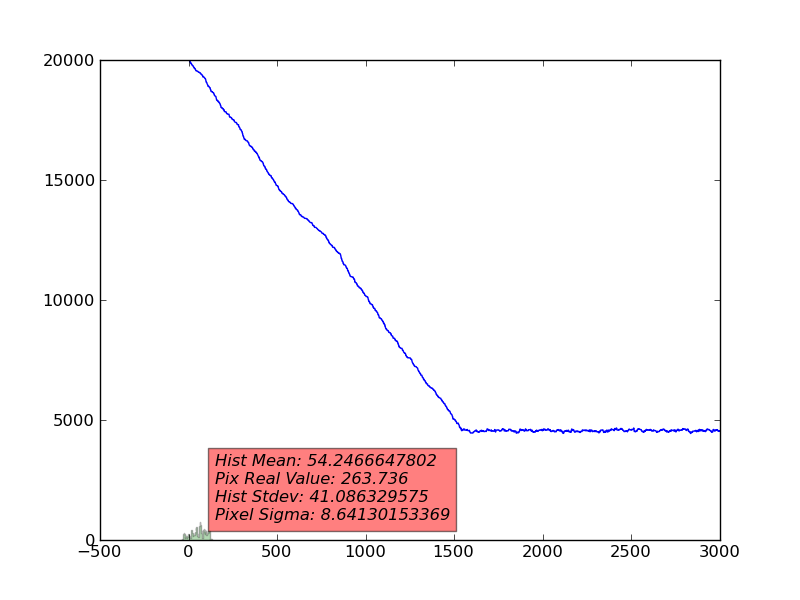 20000
15000
10000
5000
Hist Mean: 54.2466647802
Pix Real Value: 263.736
Hist Stdev: 41.086329575
Pixel Sigma: 8.64130153369
0
−500 0 500 1000 1500 2000 2500 3000